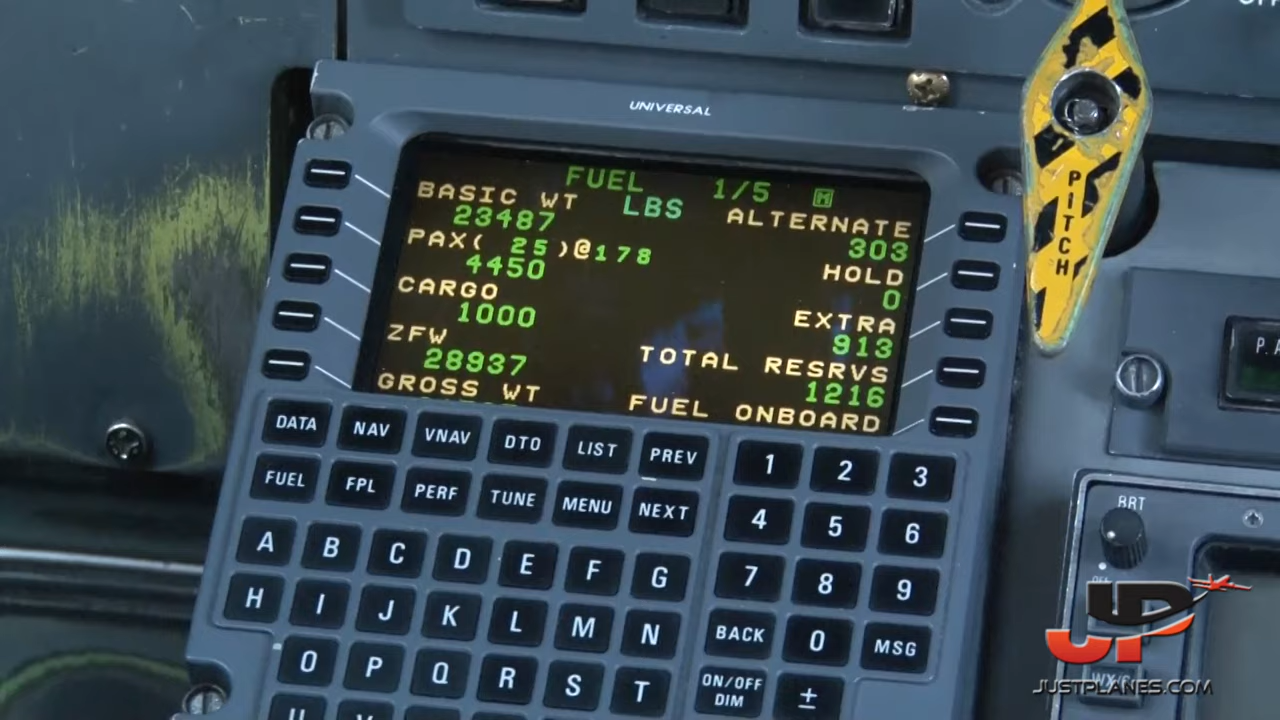 UNIVERSAL
FUEL 1/5 M
BASIC WT LBS ALTERNATE
23487 303
PAX( 25)@178 HOLD
4450 0
CARGO EXTRA
1000 913
ZFW TOTAL RESRVS
28937 1216
GROSS WT FUEL ONBOARD
DATA NAV VNAV DTO LIST PREV
FUEL FPL PERF TUNE MENU NEXT
1 2 3
4 5 6
7 8 9
BACK 0 MSG
ON/OFF
DIM
±
A B C D E F G
H I J K L M N
O P Q R S T
PITCH
BRT
JP
JUSTPLANES.COM